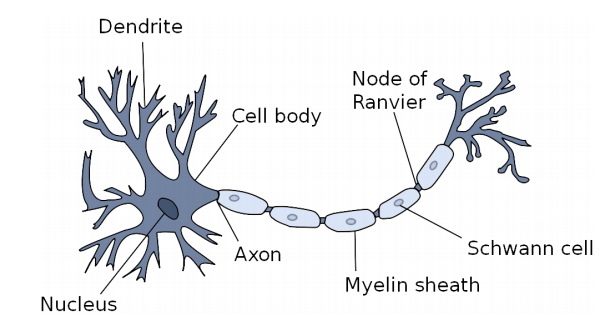 Dendrite
Node of
Ranvier
Cell body
Axon
Schwann cell
Myelin sheath
Nucleus